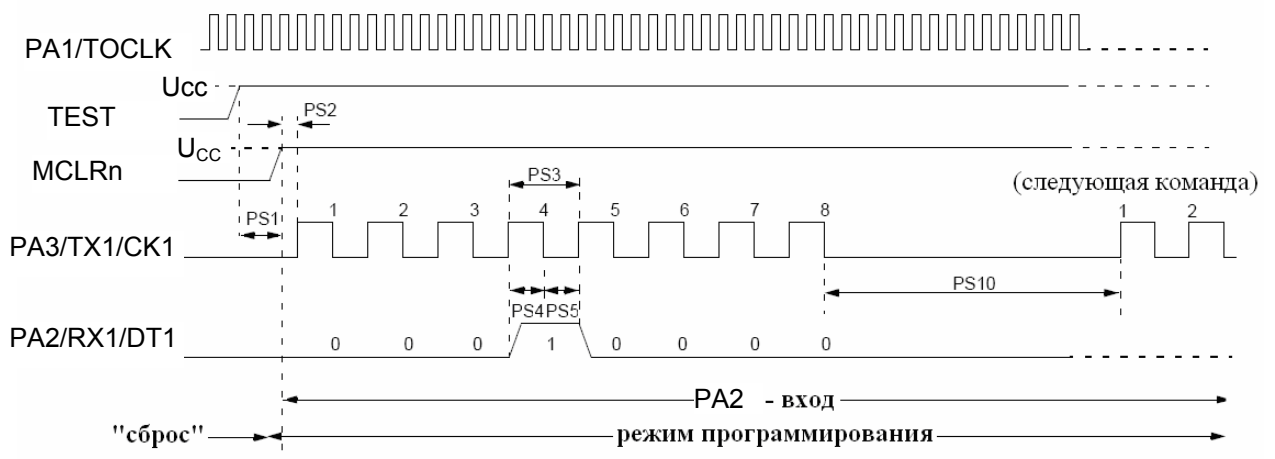 PA1/TOCLK
Ucc
TEST
PS2
UCC
MCLRn
PS3
(следующая команда)
PS1
1 2 3 4 5 6 7 8 1 2
PA3/TX1/CK1
PS10
PS4 PS5
PA2/RX1/DT1
0 0 0 1 0 0 0 0
PA2 - вход
"сброс" режим программирования